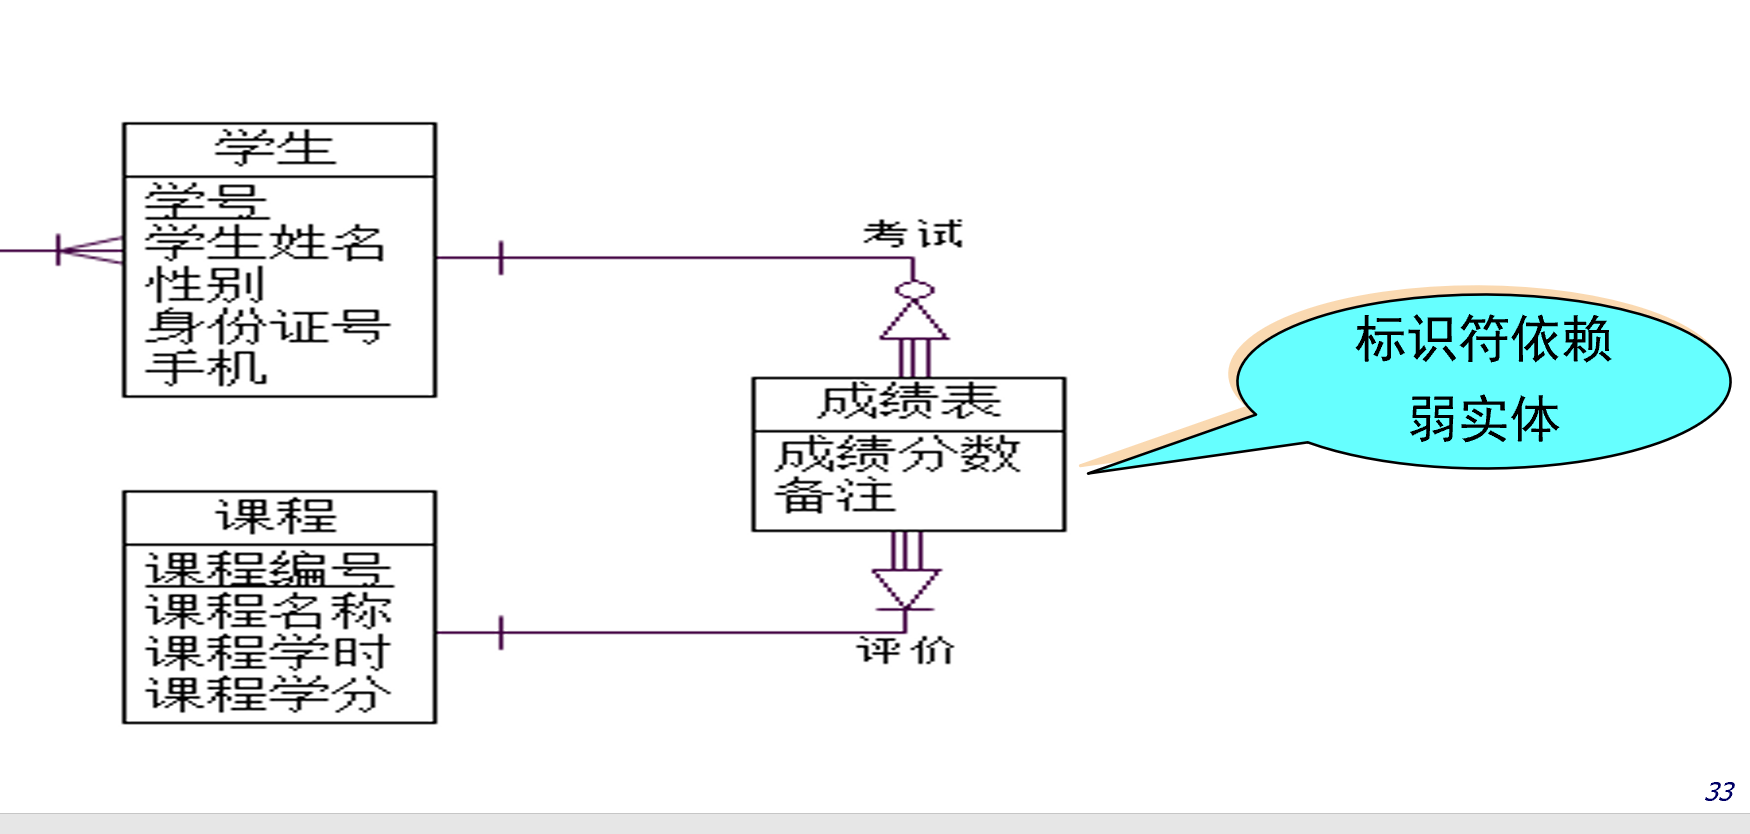 学生
学号
学生姓名
性别
身份证号
手机
考试
成绩表
成绩分数
备注
标识符依赖
弱实体
课程
课程编号
课程名称
课程学时
课程学分
评价
33